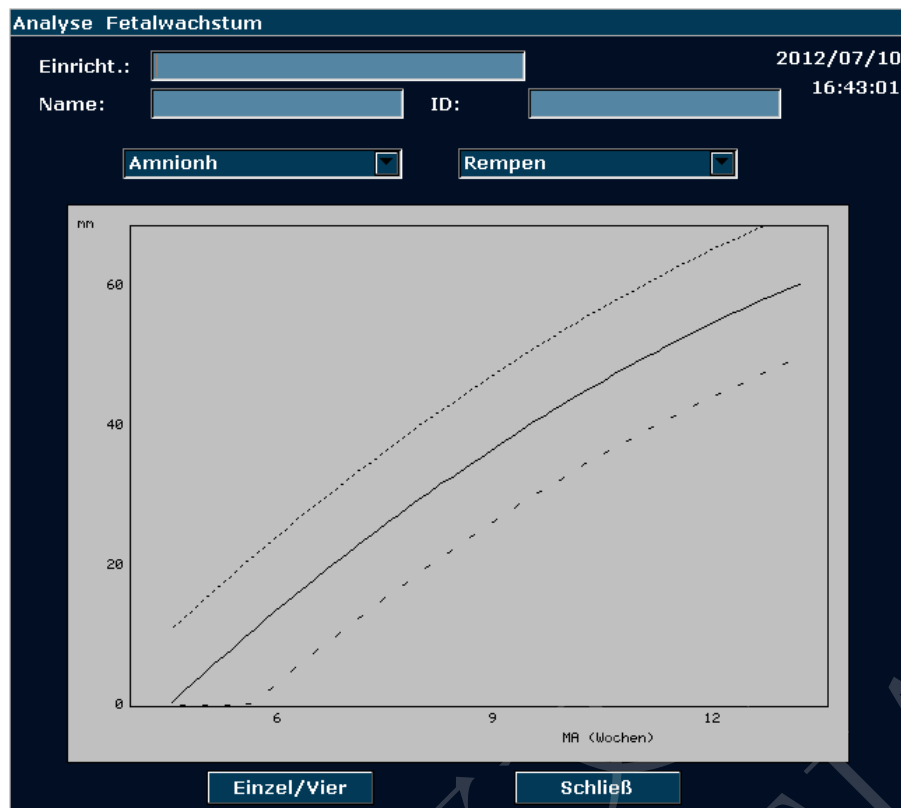 Analyse Fetalwachstum
Einricht.:
2012/07/10
Name:
ID:
16:43:01
Amnionh
Rempen
mm
60
40
20
0
6 9 12
MA (Wochen)
Einzel/Vier
Schließ